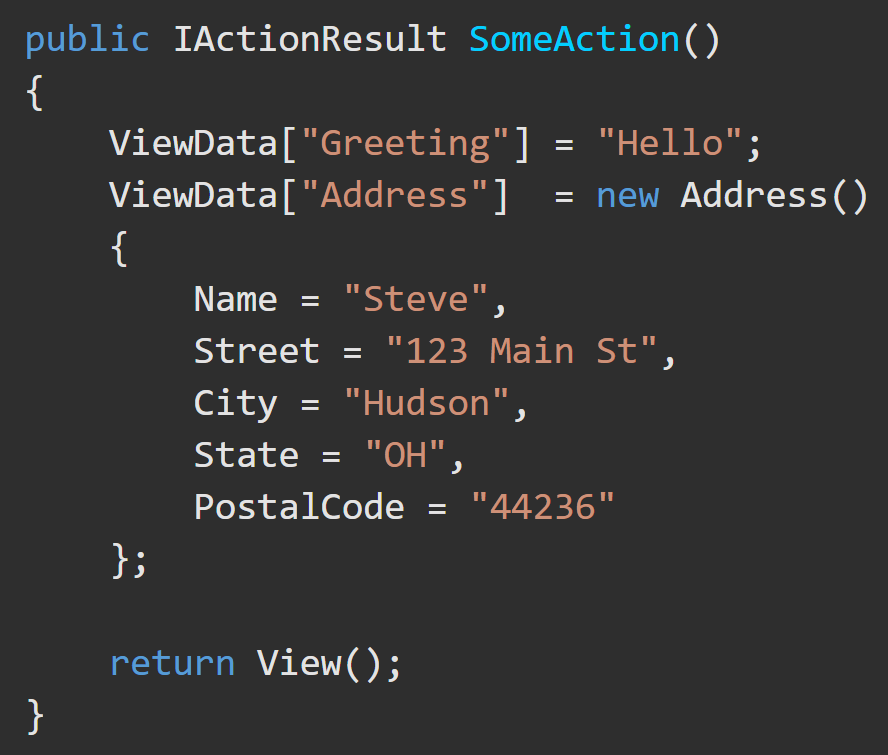 public IActionResult SomeAction()
{
    ViewData["Greeting"] = "Hello";
    ViewData["Address"]  = new Address()
    {
        Name = "Steve",
        Street = "123 Main St",
        City = "Hudson",
        State = "OH",
        PostalCode = "44236"
    };

    return View();
}